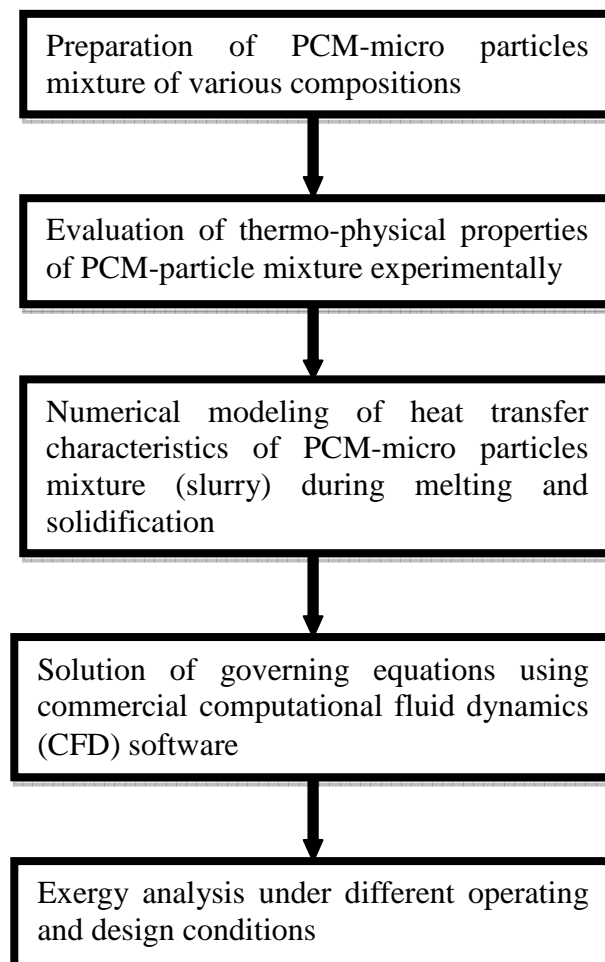 Preparation of PCM-micro particles
mixture of various compositions
Evaluation of thermo-physical properties
of PCM-particle mixture experimentally
Numerical modeling of heat transfer
characteristics of PCM-micro particles
mixture (slurry) during melting and
solidification
Solution of governing equations using
commercial computational fluid dynamics
(CFD) software
Exergy analysis under different operating
and design conditions